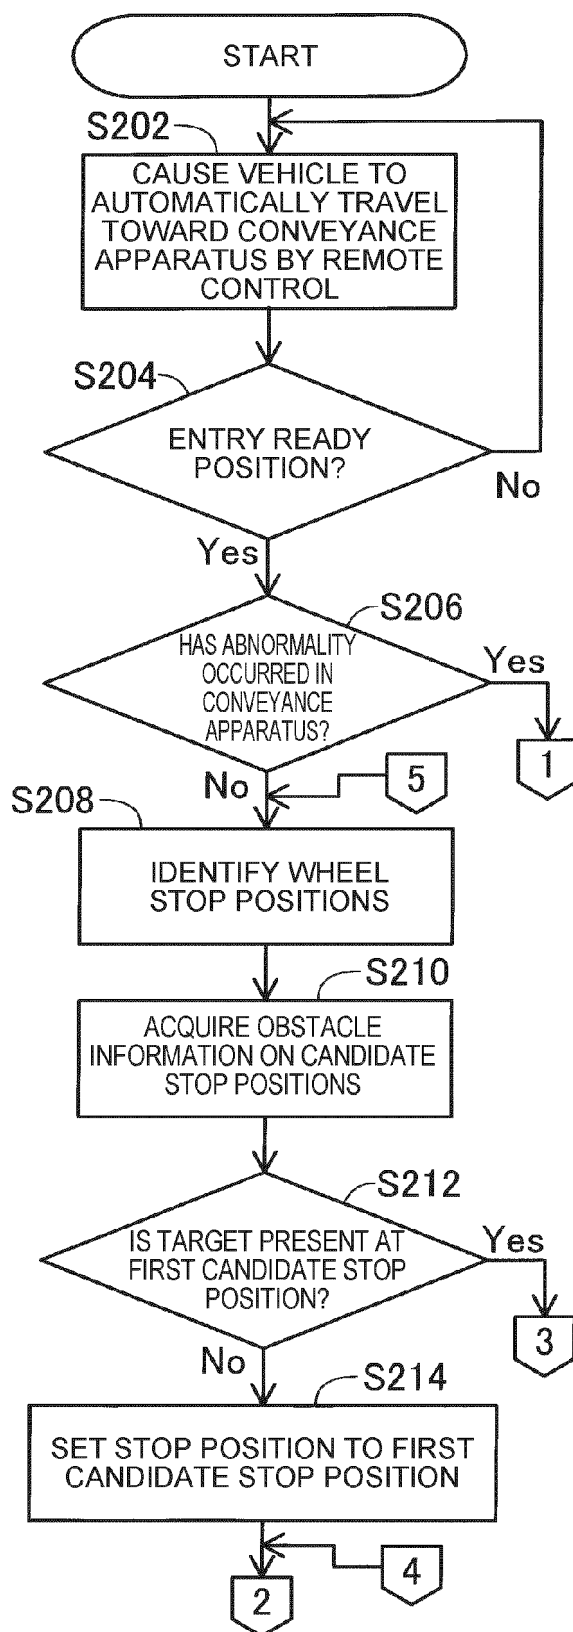 START
S202
CAUSE VEHICLE TO
AUTOMATICALLY TRAVEL
TOWARD CONVEYANCE
APPARATUS BY REMOTE
CONTROL
S204
ENTRY READY
POSITION?
No
Yes
S206
HAS ABNORMALITY
OCCURRED IN
CONVEYANCE
APPARATUS?
Yes
1
No
5
S208
IDENTIFY WHEEL
STOP POSITIONS
S210
ACQUIRE OBSTACLE
INFORMATION ON CANDIDATE
STOP POSITIONS
S212
IS TARGET PRESENT AT
FIRST CANDIDATE STOP
POSITION?
Yes
3
No
S214
SET STOP POSITION TO FIRST
CANDIDATE STOP POSITION
4
2